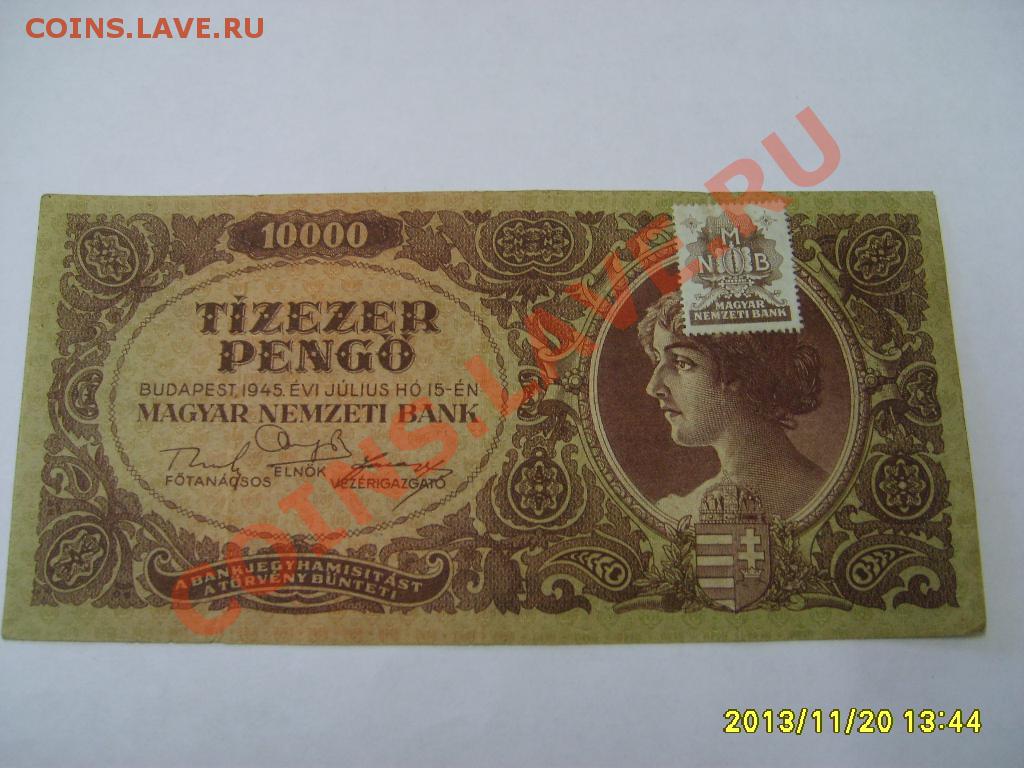 COINS.LAVE.RU
10000
TÍZEZER
PENGŐ
BUDAPEST, 1945. ÉVI JÚLIUS HÓ 15-ÉN
MAGYAR NEMZETI BANK
FŐTANÁCSOS
ELNÖK
VEZÉRIGAZGATÓ
A BANKJEGYHAMISITÁST
A TÖRVÉNY BÜNTETI
M
N B
MAGYAR
NEMZETI BANK
COINS.LAVE.RU
2013/11/20 13:44